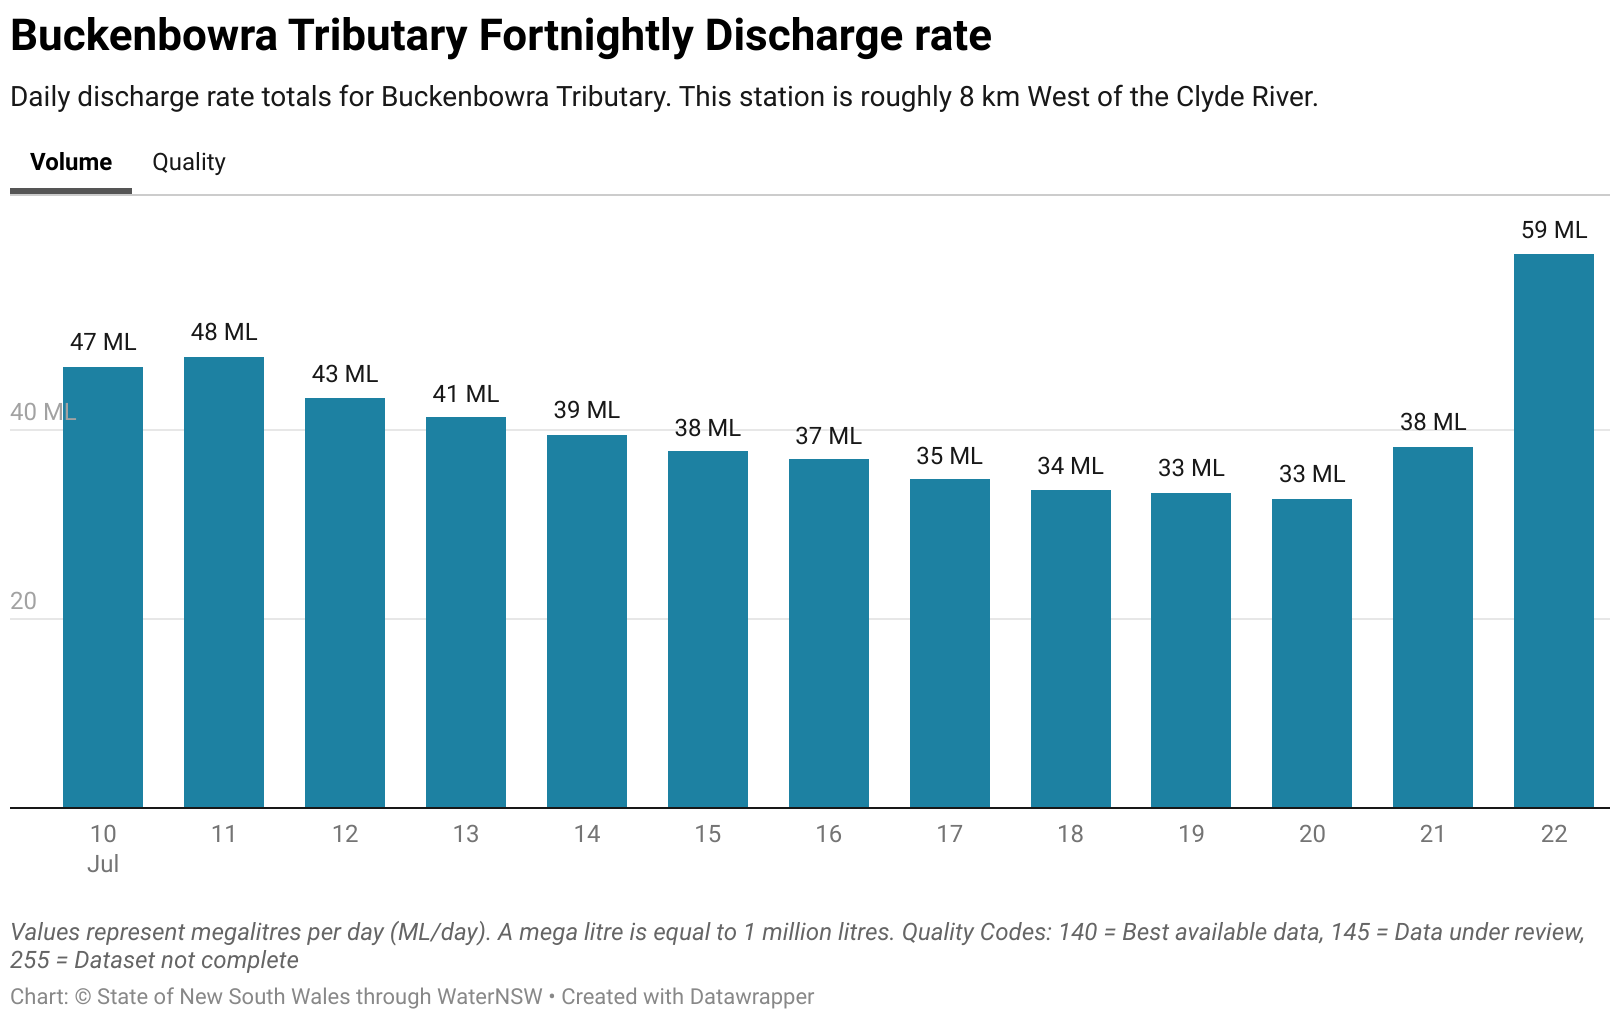 Buckenbowra Tributary Fortnightly Discharge rate
Daily discharge rate totals for Buckenbowra Tributary. This station is roughly 8 km West of the Clyde River.
Volume Quality
59 ML
47 ML 48 ML
43 ML
41 ML
40 ML
39 ML
38 ML
37 ML
38 ML
35 ML
34 ML
33 ML
33 ML
20
10 11 12 13 14 15 16 17 18 19 20 21 22
Jul
Values represent megalitres per day (ML/day). A mega litre is equal to 1 million litres. Quality Codes: 140 = Best available data, 145 = Data under review,
255 = Dataset not complete
Chart: © State of New South Wales through WaterNSW • Created with Datawrapper